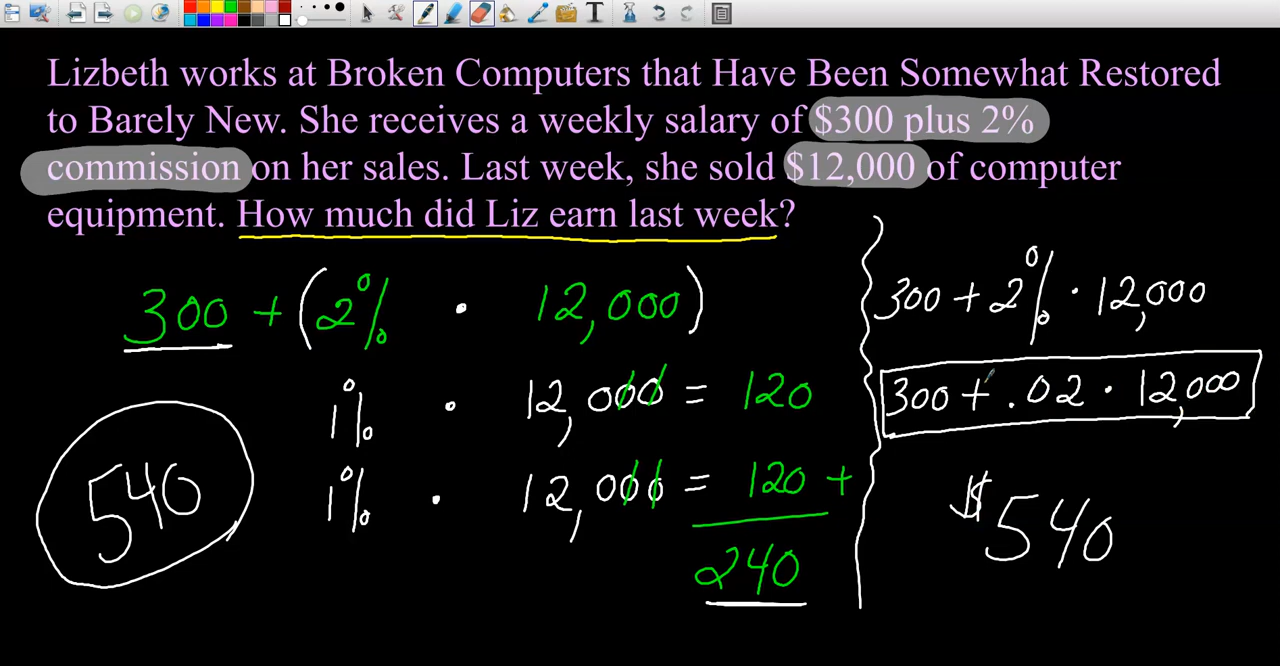 Lizbeth works at Broken Computers that Have Been Somewhat Restored
to Barely New. She receives a weekly salary of $300 plus 2%
commission on her sales. Last week, she sold $12,000 of computer
equipment. How much did Liz earn last week?
300 + (2% · 12,000)
1% · 12,000 = 120
1% · 12,000 = 120 +
240
540
300 + 2% · 12,000
300 + .02 · 12,000
$540